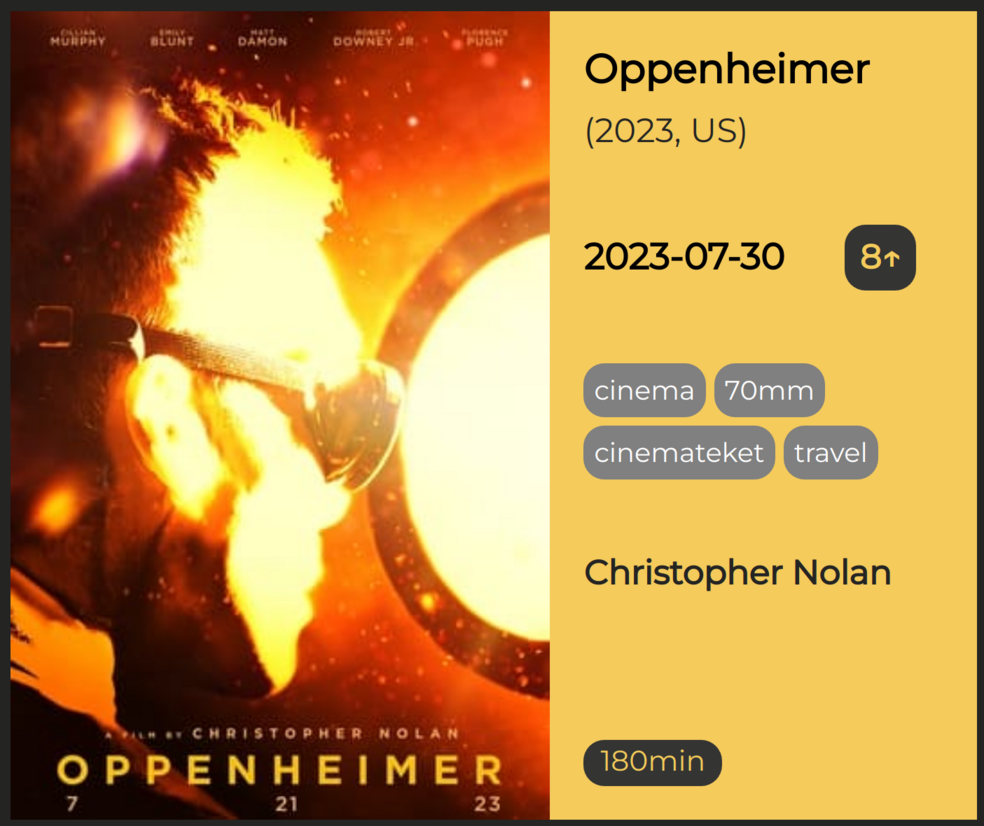 CILLIAN EMILY MATT ROBERT FLORENCE
MURPHY BLUNT DAMON DOWNEY JR. PUGH
A FILM BY CHRISTOPHER NOLAN
OPPENHEIMER
7 21 23
Oppenheimer
(2023, US)
2023-07-30 8↑
cinema 70mm
cinemateket travel
Christopher Nolan
180min